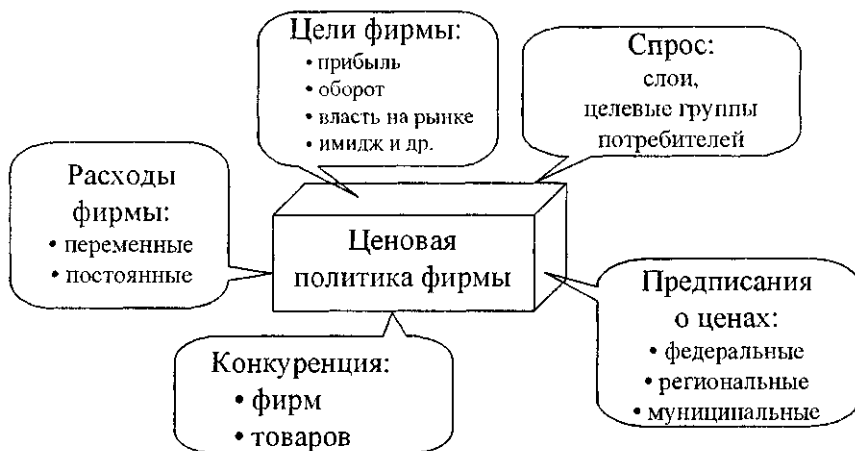 Цели фирмы:
• прибыль
• оборот
• власть на рынке
• имидж и др.
Спрос:
слои,
целевые группы
потребителей
Расходы
фирмы:
• переменные
• постоянные
Ценовая
политика фирмы
Предписания
о ценах:
• федеральные
• региональные
• муниципальные
Конкуренция:
• фирм
• товаров